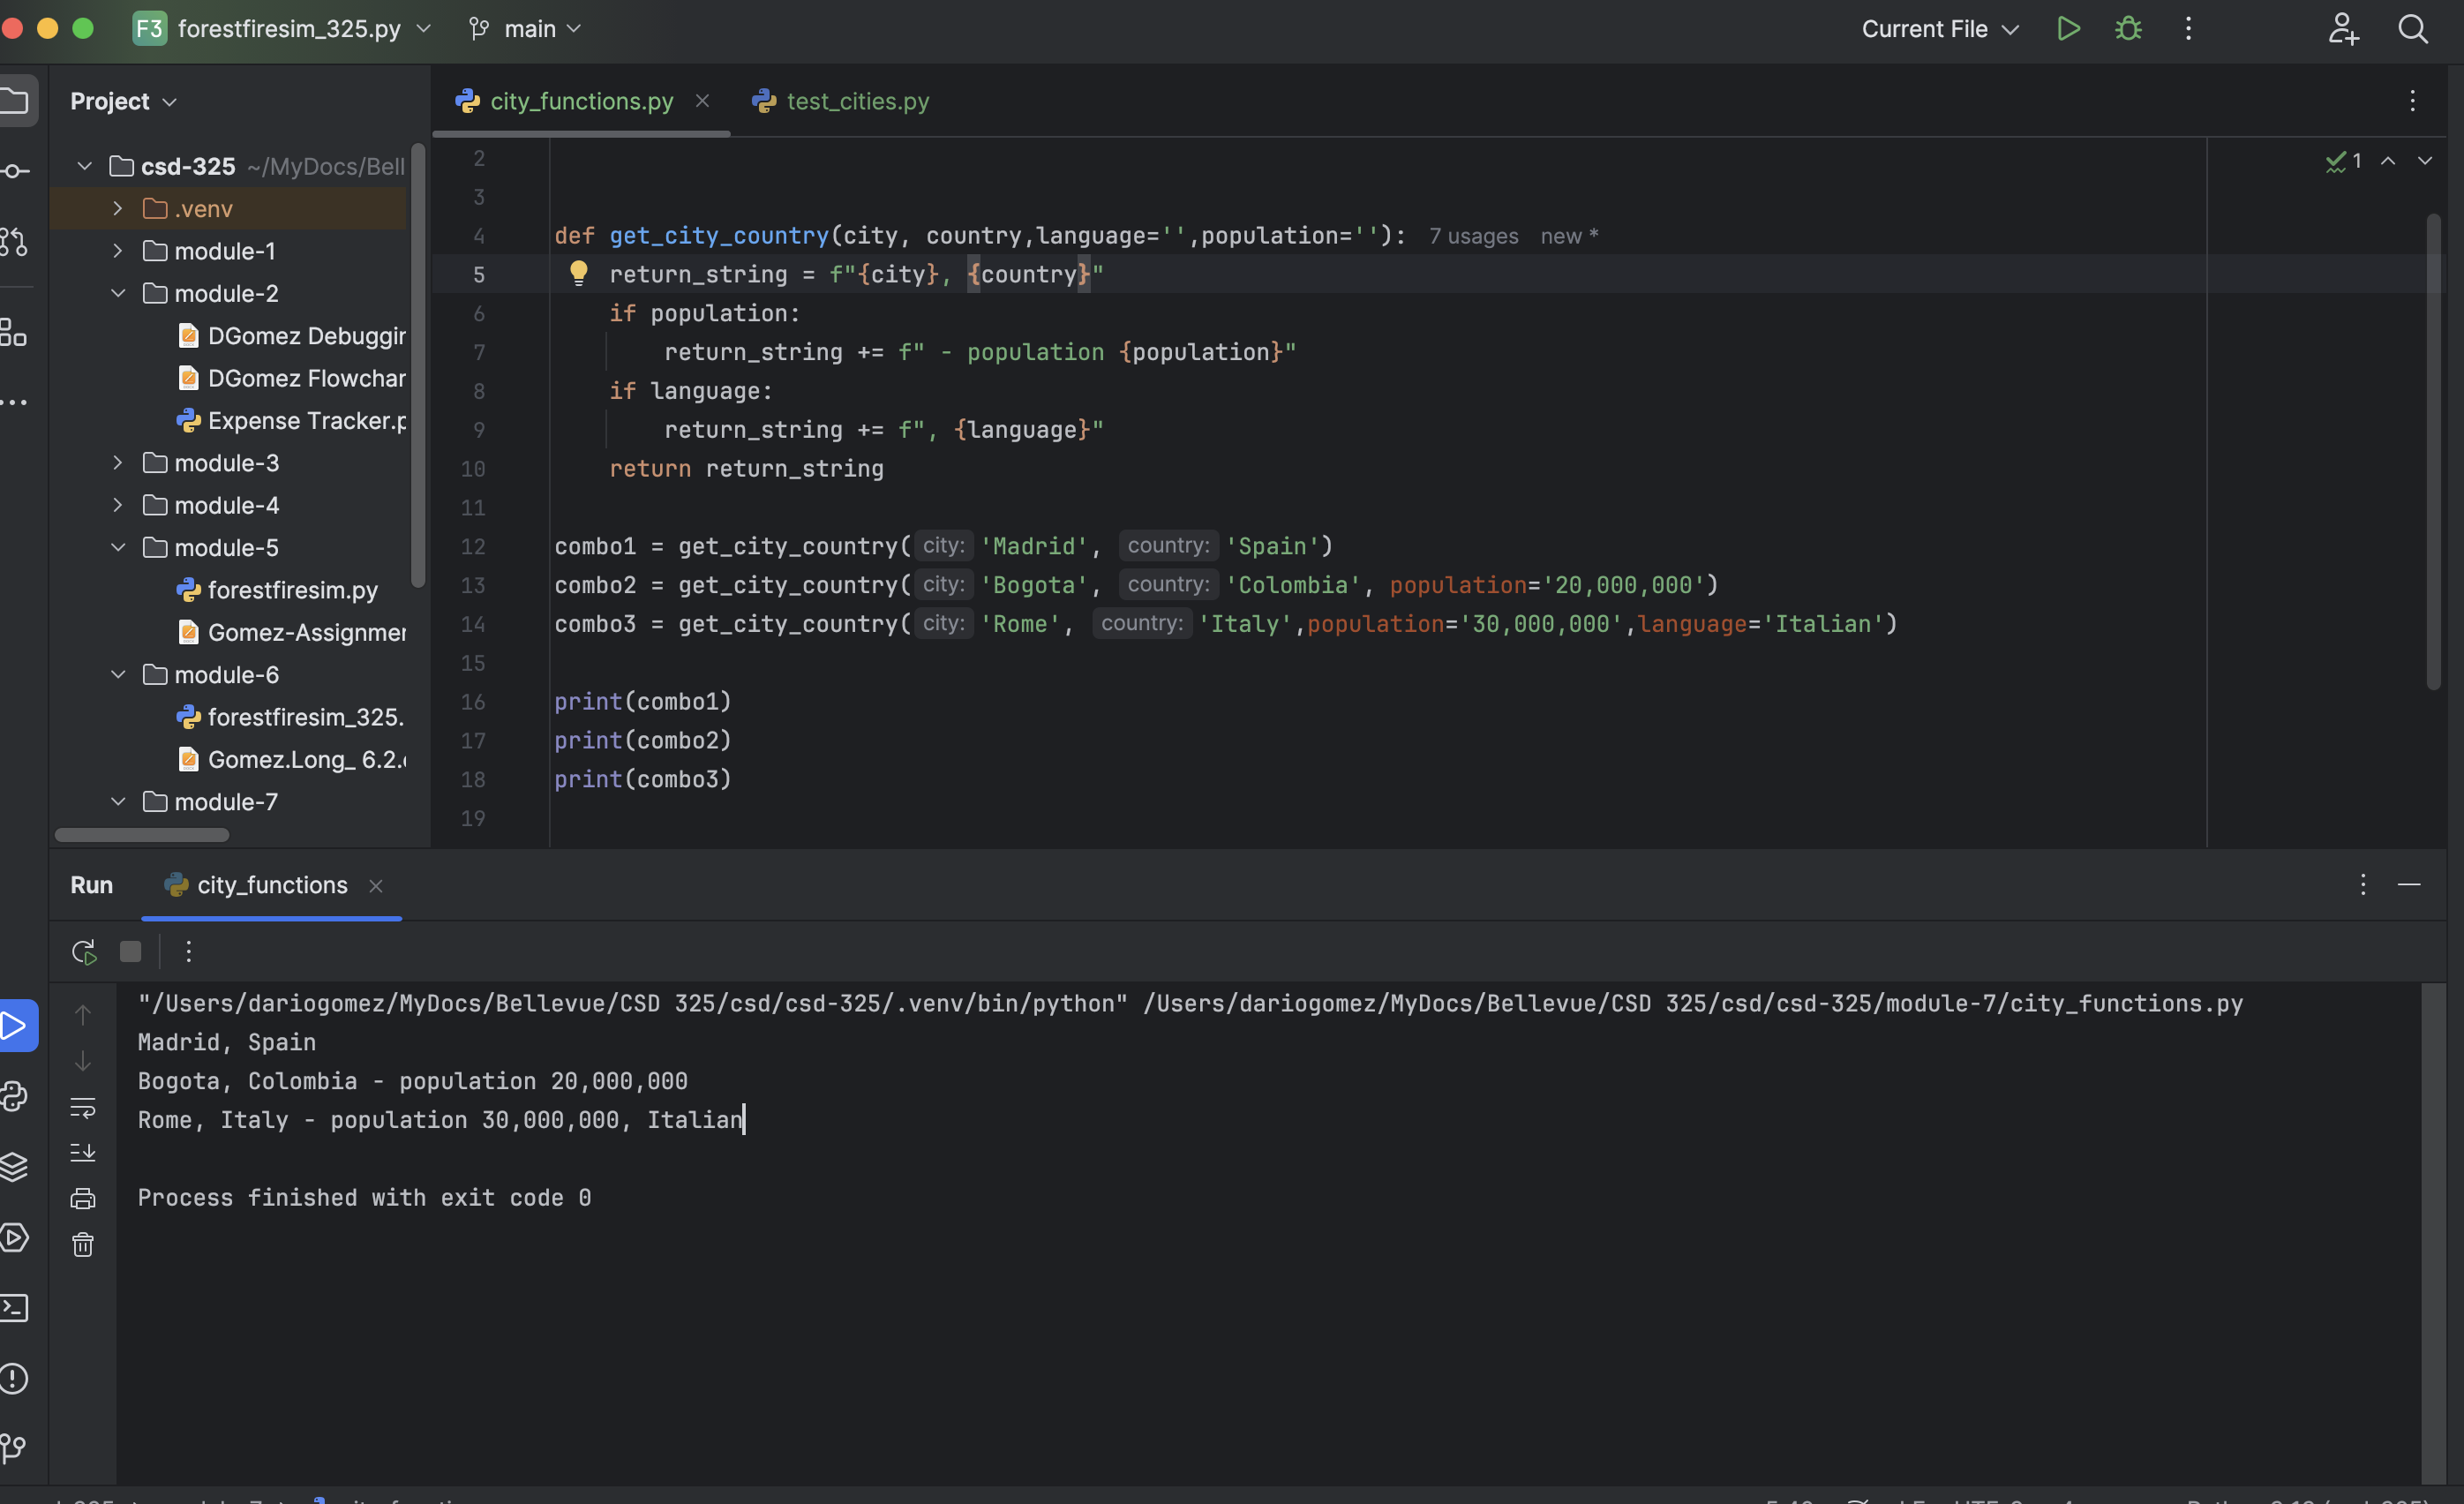 F3 forestfiresim_325.py main Current File
Project
city_functions.py test_cities.py
csd-325 ~/MyDocs/Bell
.venv
module-1
module-2
DGomez Debuggin
DGomez Flowchar
Expense Tracker.p
module-3
module-4
module-5
forestfiresim.py
Gomez-Assignmen
module-6
forestfiresim_325.
Gomez.Long_ 6.2.
module-7
1
2
3
4 def get_city_country(city, country,language='',population=''): 7 usages new *
5 return_string = f"{city}, {country}"
6 if population:
7 return_string += f" - population {population}"
8 if language:
9 return_string += f", {language}"
10 return return_string
11
12 combo1 = get_city_country( city: 'Madrid', country: 'Spain')
13 combo2 = get_city_country( city: 'Bogota', country: 'Colombia', population='20,000,000')
14 combo3 = get_city_country( city: 'Rome', country: 'Italy',population='30,000,000',language='Italian')
15
16 print(combo1)
17 print(combo2)
18 print(combo3)
19
Run city_functions
"/Users/dariogomez/MyDocs/Bellevue/CSD 325/csd/csd-325/.venv/bin/python" /Users/dariogomez/MyDocs/Bellevue/CSD 325/csd/csd-325/module-7/city_functions.py
Madrid, Spain
Bogota, Colombia - population 20,000,000
Rome, Italy - population 30,000,000, Italian
Process finished with exit code 0